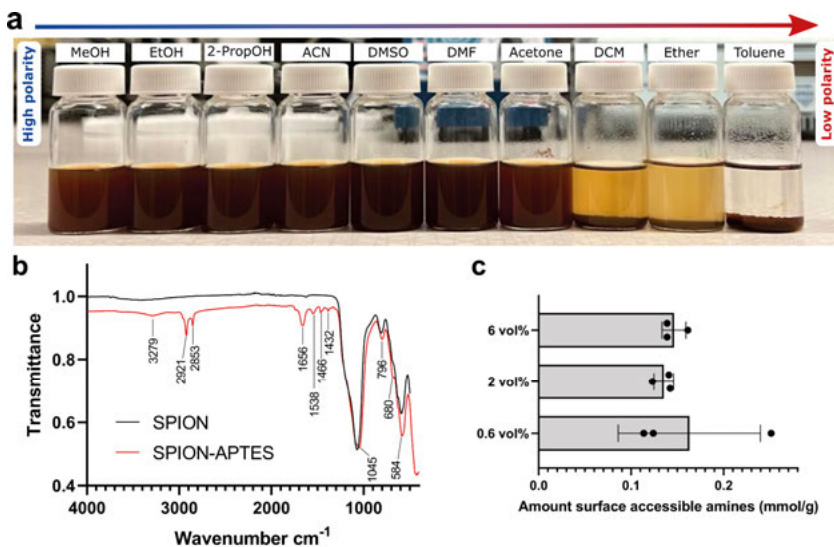 a
High polarity
MeOH EtOH 2-PropOH ACN DMSO DMF Acetone DCM Ether Toluene
Low polarity
b
Transmittance
1.0
0.8
0.6
0.4
3279
2921
2853
1656
1538
1466
1432
1045
796
680
584
SPION
SPION-APTES
4000 3000 2000 1000
Wavenumber cm⁻¹
c
6 vol%
2 vol%
0.6 vol%
0.0 0.1 0.2
Amount surface accessible amines (mmol/g)